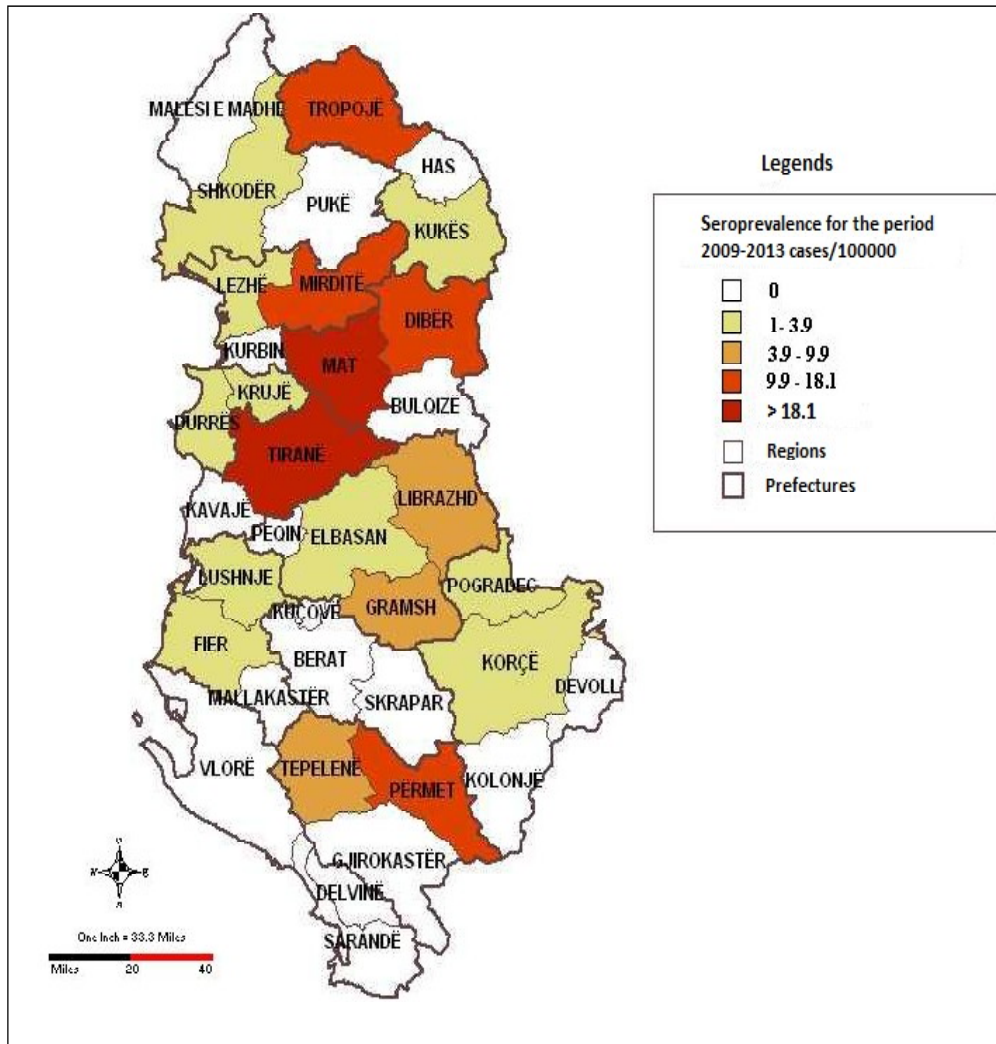 MALËSI E MADHE
TROPOJË
HAS
SHKODËR
PUKË
KUKËS
LEZHË
MIRDITË
DIBËR
KURBIN
MAT
KRUJË
BULQIZË
DURRËS
TIRANË
LIBRAZHD
KAVAJË
PEQIN
ELBASAN
LUSHNJE
POGRADEC
KUÇOVË
GRAMSH
FIER
BERAT
KORÇË
DEVOLL
MALLAKASTËR
SKRAPAR
VLORË
TEPELENË
PËRMET
KOLONJË
GJIROKASTËR
DELVINË
SARANDË
One Inch = 33.3 Miles
Miles 20 40
Legends
Seroprevalence for the period
2009-2013 cases/100000
0
1- 3.9
3.9 - 9.9
9.9 - 18.1
> 18.1
Regions
Prefectures